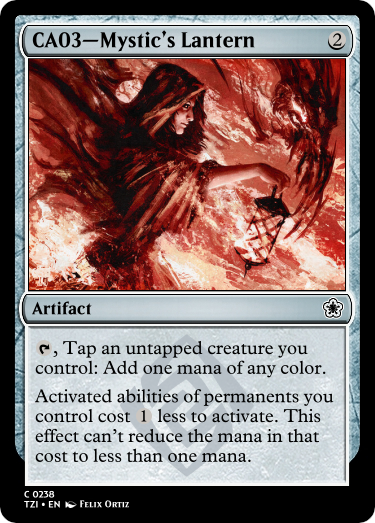 CA03—Mystic's Lantern 2
Artifact
, Tap an untapped creature you
control: Add one mana of any color.
Activated abilities of permanents you
control cost 1 less to activate. This
effect can't reduce the mana in that
cost to less than one mana.
C 0238
TZI • EN Felix Ortiz